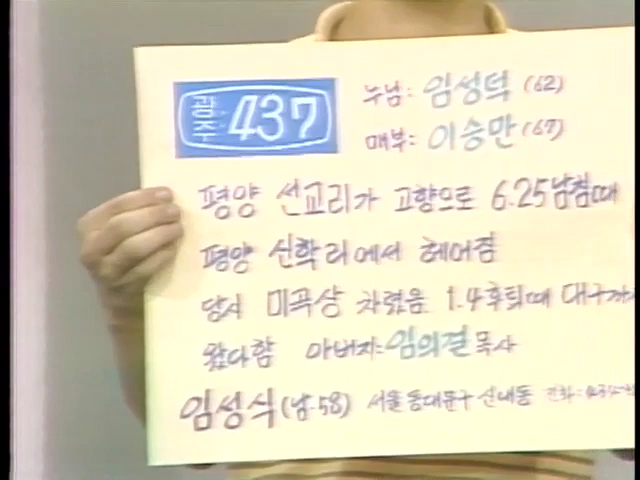 광주 437
누님: 임성덕 (62)
매부: 이승만 (67)
평양 선교리가 고향으로 6.25남침때
평양 신학리에서 헤어짐
당시 미곡상 차렸음 1.4후퇴때 대구까지
왔다함 아버지: 임의걸 목사
임성식 (남.58) 서울 동대문구 신내동 전화: